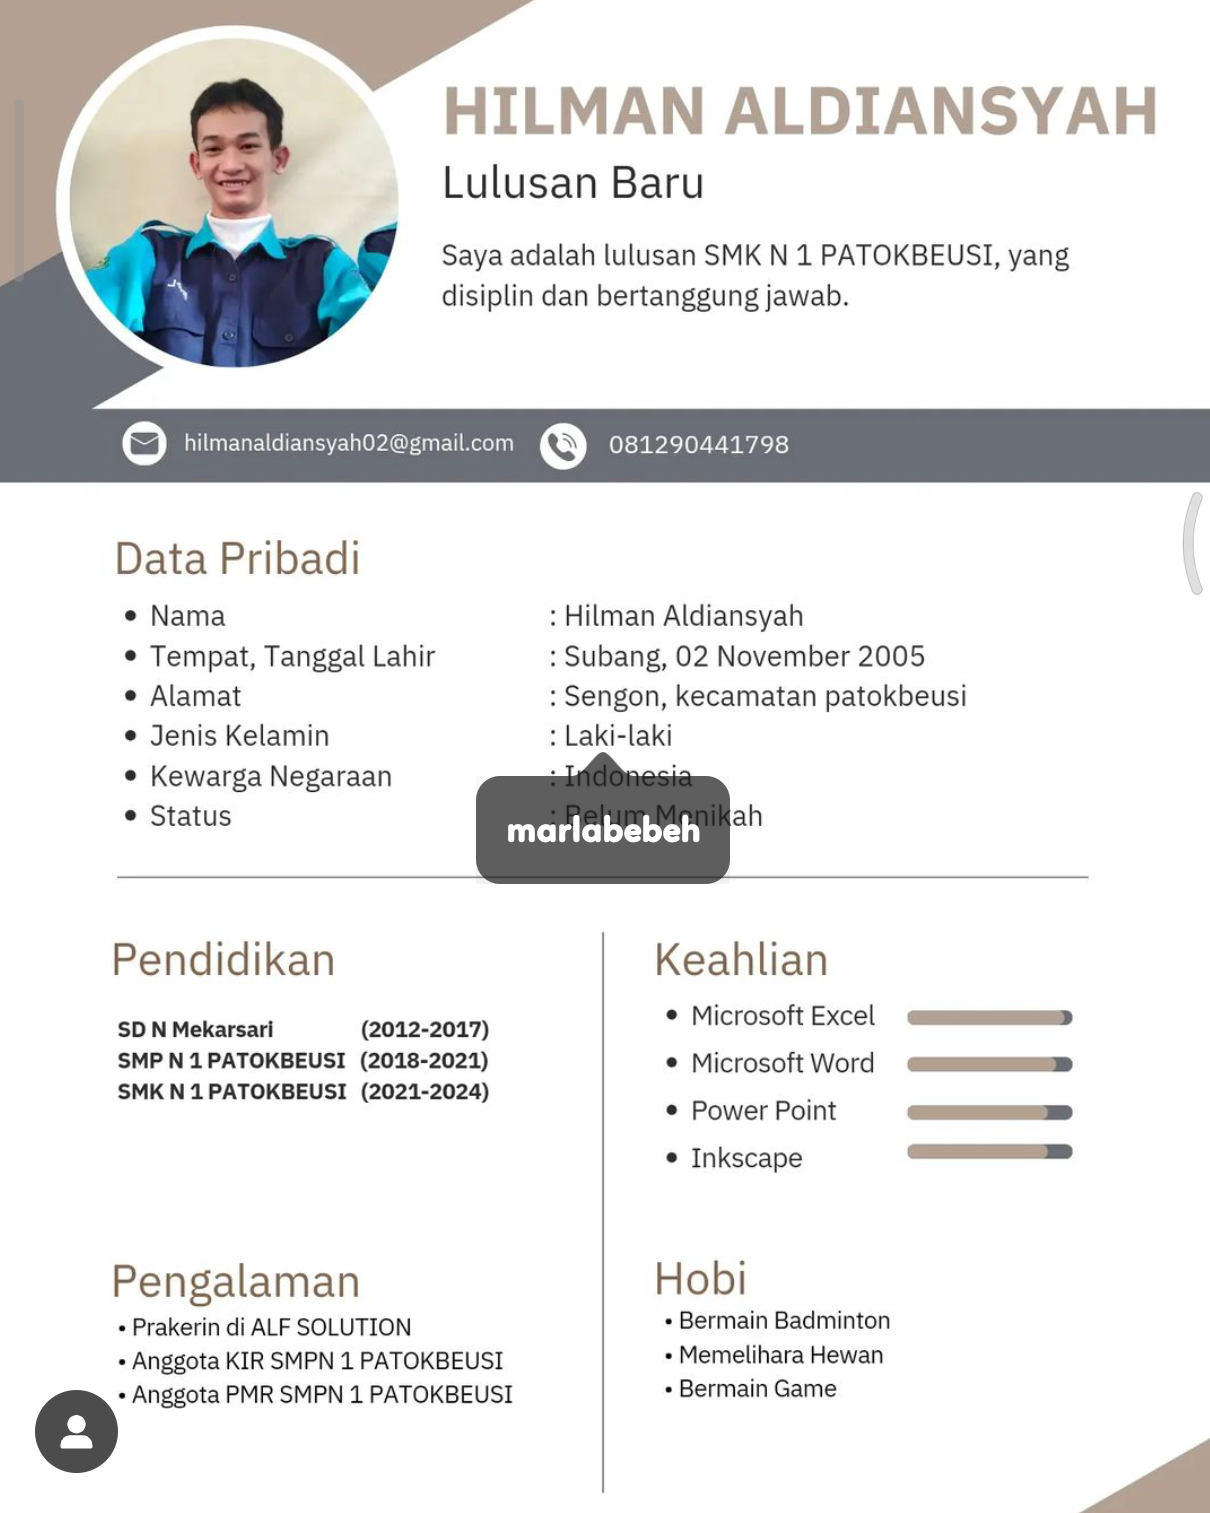 HILMAN ALDIANSYAH
Lulusan Baru
Saya adalah lulusan SMK N 1 PATOKBEUSI, yang
disiplin dan bertanggung jawab.
hilmanaldiansyah02@gmail.com 081290441798
Data Pribadi
• Nama : Hilman Aldiansyah
• Tempat, Tanggal Lahir : Subang, 02 November 2005
• Alamat : Sengon, kecamatan patokbeusi
• Jenis Kelamin : Laki-laki
• Kewarga Negaraan : Indonesia
• Status : Belum Menikah
marlabebeh
Pendidikan
SD N Mekarsari (2012-2017)
SMP N 1 PATOKBEUSI (2018-2021)
SMK N 1 PATOKBEUSI (2021-2024)
Keahlian
• Microsoft Excel
• Microsoft Word
• Power Point
• Inkscape
Pengalaman
• Prakerin di ALF SOLUTION
• Anggota KIR SMPN 1 PATOKBEUSI
• Anggota PMR SMPN 1 PATOKBEUSI
Hobi
• Bermain Badminton
• Memelihara Hewan
• Bermain Game